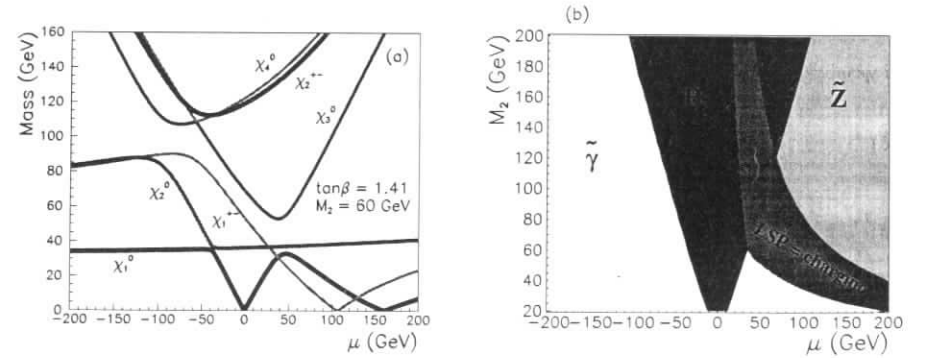 (a)
Mass (GeV)
160
140
120
100
80
60
40
20
0
χ₄⁰
χ₂⁺⁻
χ₃⁰
χ₂⁰
χ₁⁺⁻
χ₁⁰
tanβ = 1.41
M₂ = 60 GeV
-200 -150 -100 -50 0 50 100 150 200
μ (GeV)
(b)
M₂ (GeV)
200
180
160
140
120
100
80
60
40
20
γ̃
Z̃
LSP = chargino
-200-150-100 -50 0 50 100 150 200
μ (GeV)